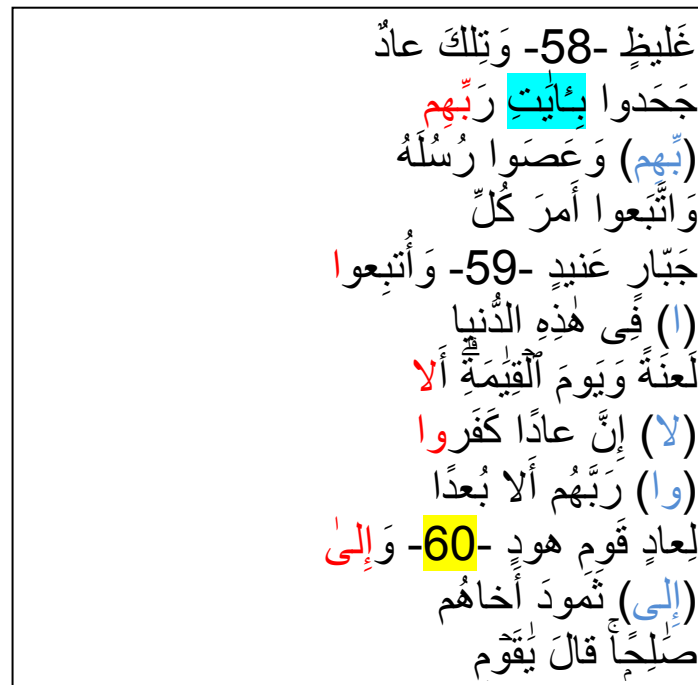 غَليظٍ -58- وَتِلكَ عادٌ
جَحَدوا بِـَٔايَٰتِ رَبِّهِم
(بِّهِم) وَعَصَوا رُسُلَهُ
وَاتَّبَعوا أَمرَ كُلِّ
جَبّارٍ عَنيدٍ -59- وَأُتبِعوا
(ا) فى هٰذِهِ الدُّنيا
لَعنَةً وَيَومَ ٱلۡقِيَٰمَةِۗ أَلا
(لا) إِنَّ عادًا كَفَروا
(وا) رَبَّهُم أَلا بُعدًا
لِعادٍ قَومِ هودٍ -60- وَإِلىٰ
(إِلى) ثَمودَ أَخاهُم
صَٰلِحٗاۚ قالَ يَٰقَوۡمِ